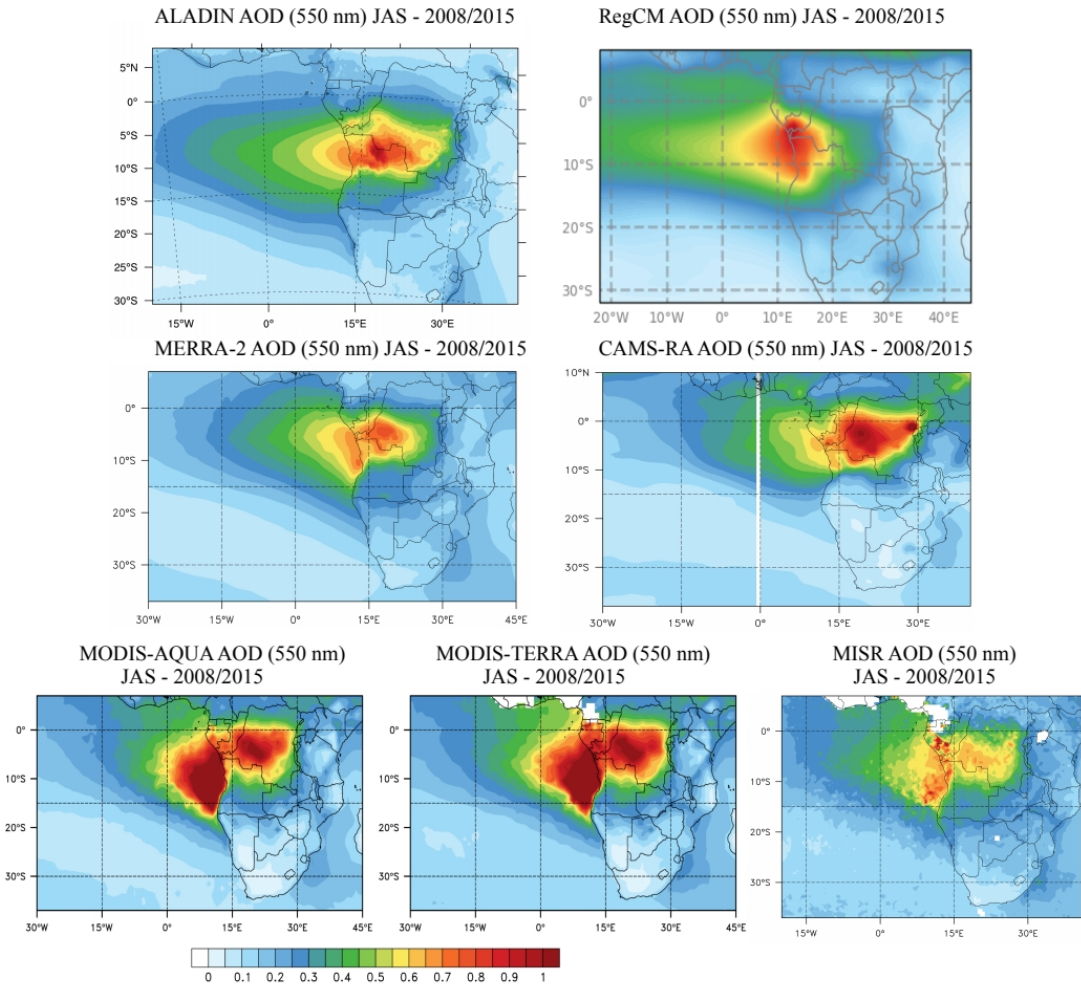 ALADIN AOD (550 nm) JAS - 2008/2015
RegCM AOD (550 nm) JAS - 2008/2015
5°N
0°
5°S
10°S
15°S
20°S
25°S
30°S
15°W 0° 15°E 30°E
0°
10°S
20°S
30°S
20°W 10°W 0° 10°E 20°E 30°E 40°E
MERRA-2 AOD (550 nm) JAS - 2008/2015
CAMS-RA AOD (550 nm) JAS - 2008/2015
0°
10°S
20°S
30°S
30°W 15°W 0° 15°E 30°E 45°E
10°N
0°
10°S
20°S
30°S
15°W 0° 15°E 30°E
MODIS-AQUA AOD (550 nm)
JAS - 2008/2015
MODIS-TERRA AOD (550 nm)
JAS - 2008/2015
MISR AOD (550 nm)
JAS - 2008/2015
0°
10°S
20°S
30°S
30°W 15°W 0° 15°E 30°E 45°E
0°
10°S
20°S
30°S
30°W 15°W 0° 15°E 30°E 45°E
0°
10°S
20°S
30°S
15°W 0° 15°E 30°E
0 0.1 0.2 0.3 0.4 0.5 0.6 0.7 0.8 0.9 1